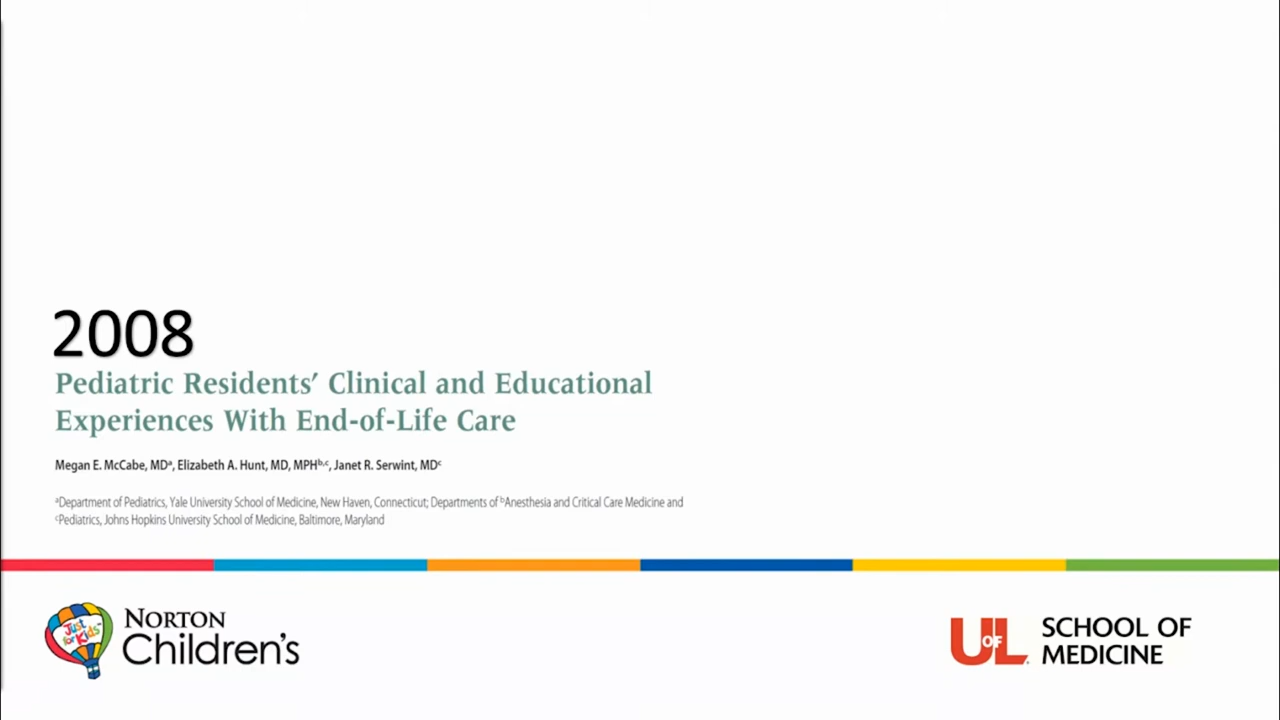 2008
Pediatric Residents’ Clinical and Educational
Experiences With End-of-Life Care
Megan E. McCabe, MDᵃ, Elizabeth A. Hunt, MD, MPHᵇ,ᶜ, Janet R. Serwint, MDᶜ
ᵃDepartment of Pediatrics, Yale University School of Medicine, New Haven, Connecticut; Departments of ᵇAnesthesia and Critical Care Medicine and
ᶜPediatrics, Johns Hopkins University School of Medicine, Baltimore, Maryland
Just
for Kids
NORTON
Children’s
UOFL
SCHOOL OF
MEDICINE